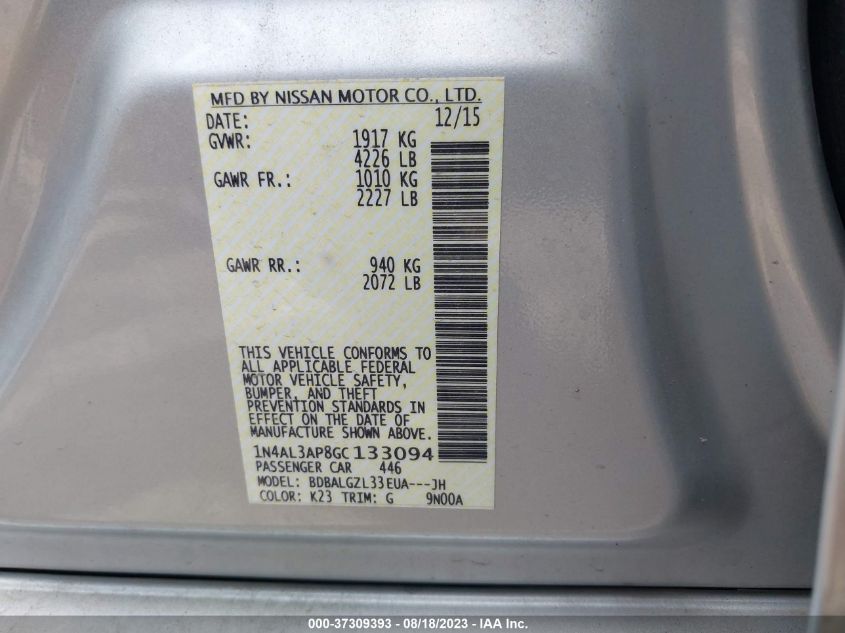 MFD BY NISSAN MOTOR CO., LTD.
DATE: 12/15
GVWR: 1917 KG
4226 LB
GAWR FR.: 1010 KG
2227 LB
GAWR RR.: 940 KG
2072 LB
THIS VEHICLE CONFORMS TO
ALL APPLICABLE FEDERAL
MOTOR VEHICLE SAFETY,
BUMPER, AND THEFT
PREVENTION STANDARDS IN
EFFECT ON THE DATE OF
MANUFACTURE SHOWN ABOVE.
1N4AL3AP8GC133094
PASSENGER CAR 446
MODEL: BDBALGZL33EUA---JH
COLOR: K23 TRIM: G 9N00A
000-37309393 - 08/18/2023 - IAA Inc.